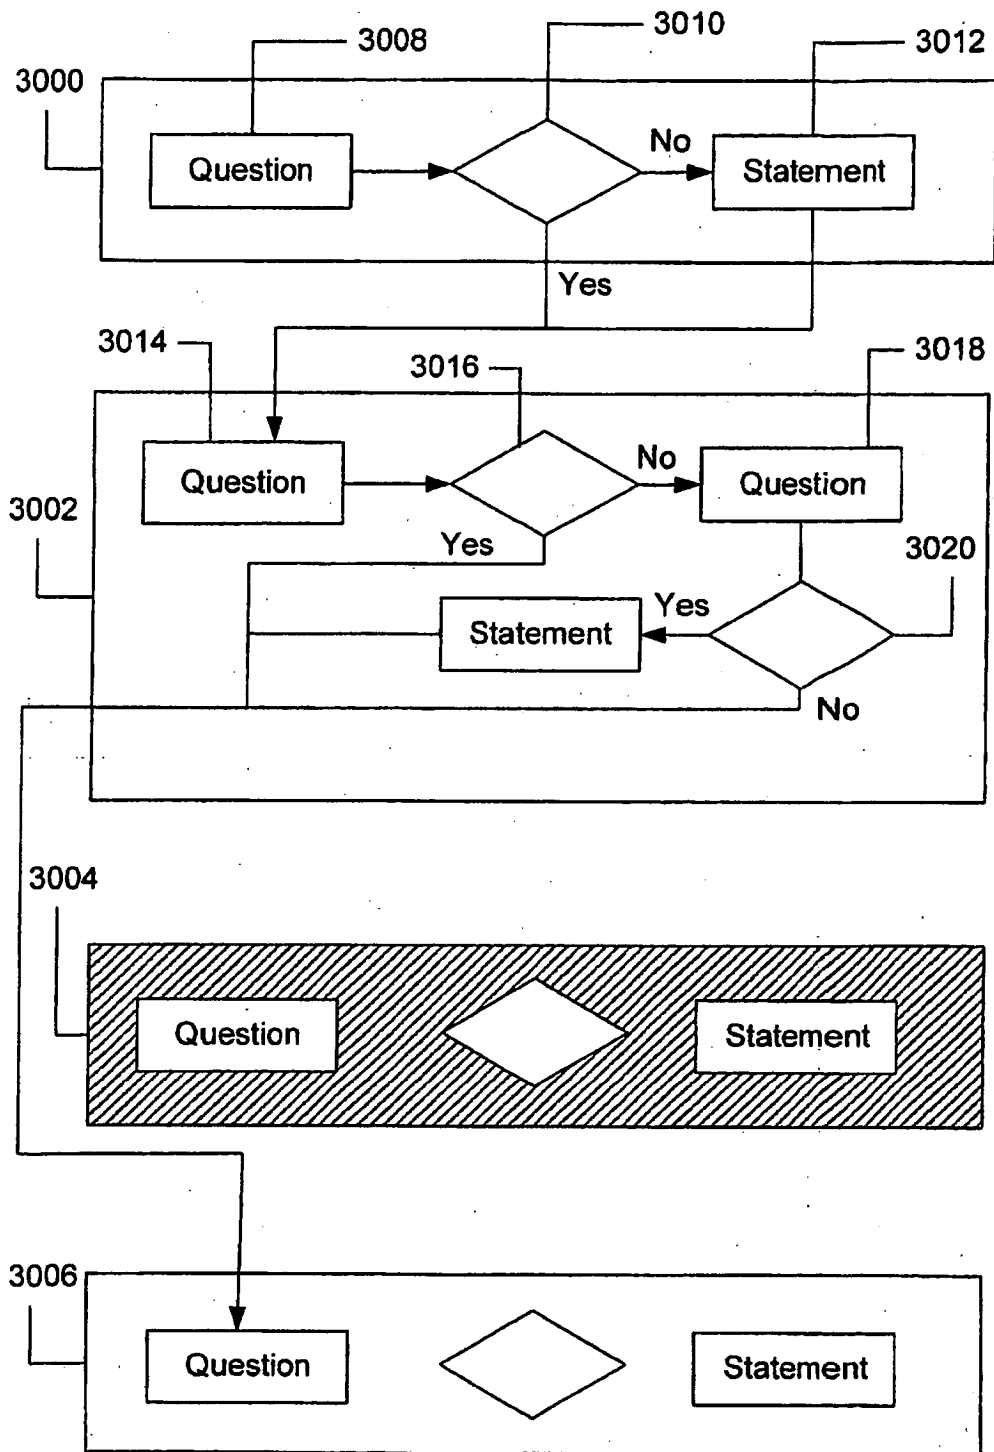 3008
3010
3012
3000
Question
No
Statement
Yes
3014
3016
3018
Question
No
Question
3002
Yes
3020
Statement
Yes
No
3004
Question
Statement
3006
Question
Statement